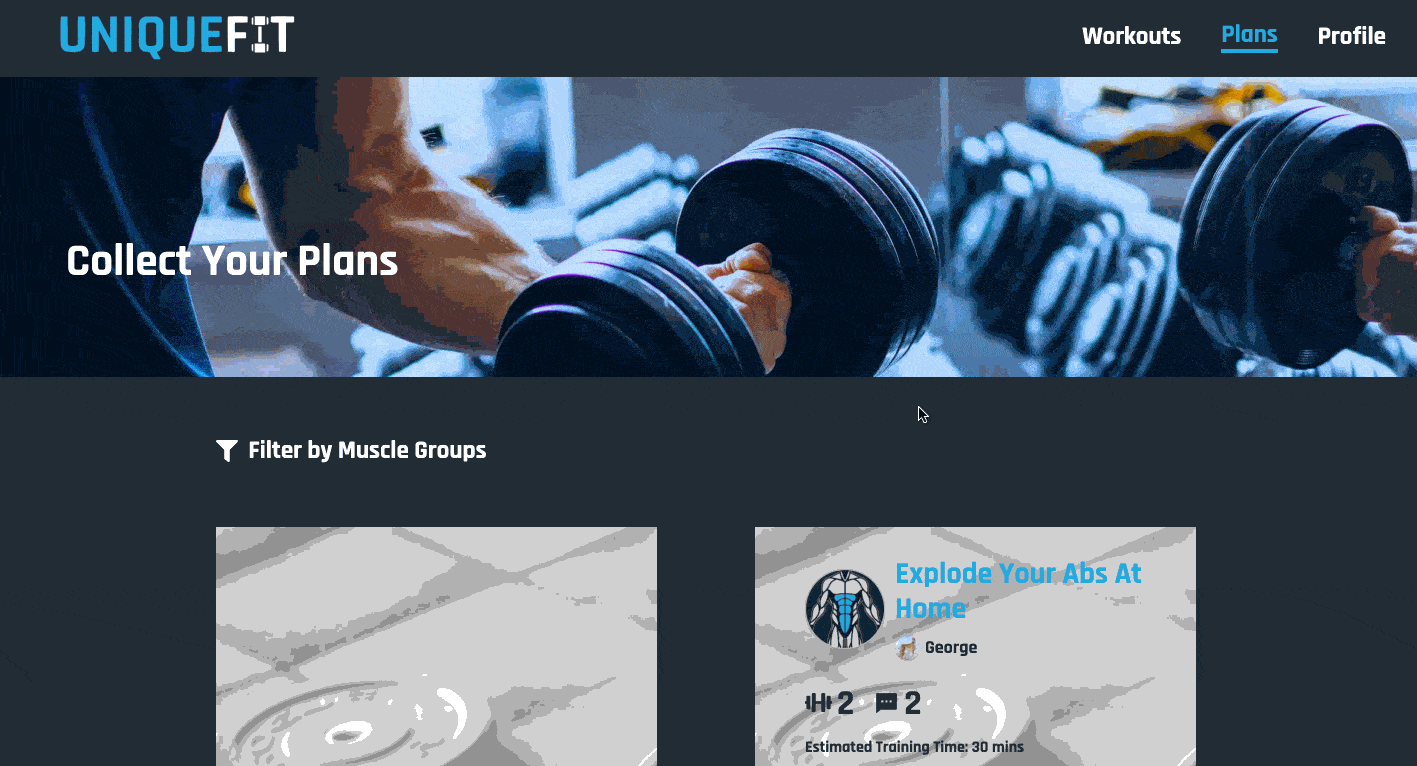 UNIQUEFIT
Workouts
Plans
Profile
Collect Your Plans
Filter by Muscle Groups
Explode Your Abs At
Home
George
2
2
Estimated Training Time: 30 mins